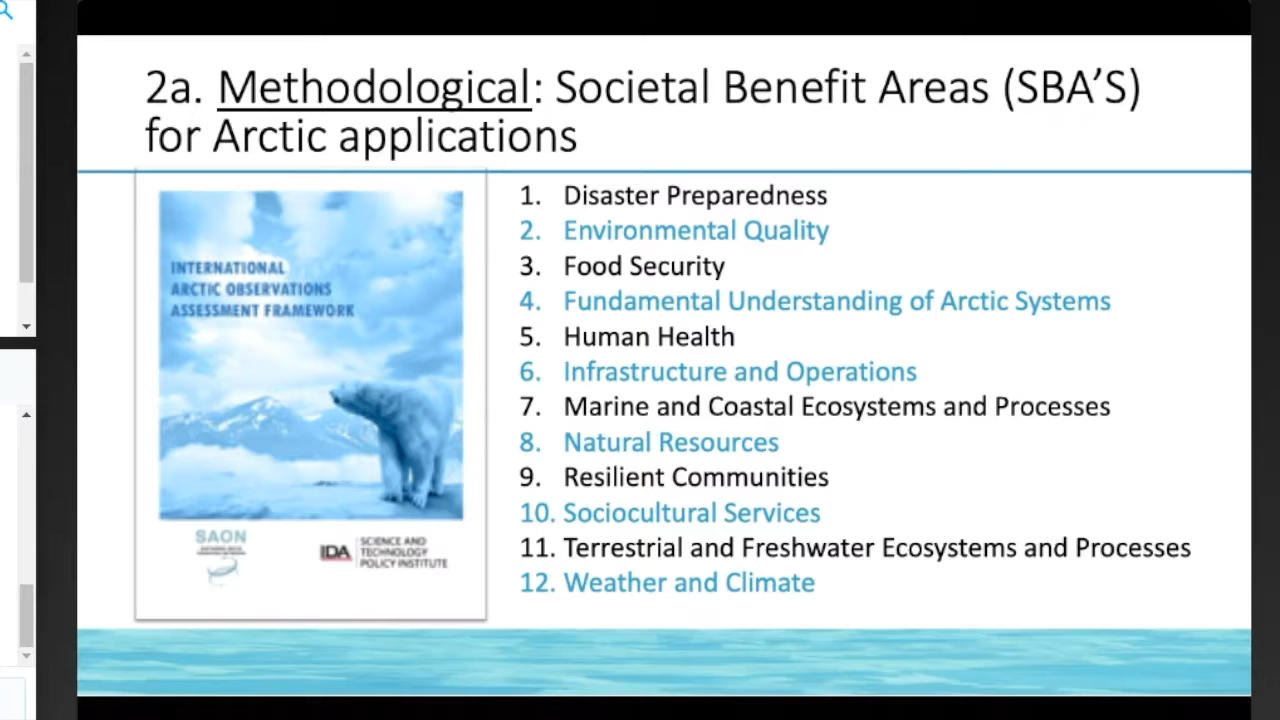 2a. Methodological: Societal Benefit Areas (SBA'S)
for Arctic applications
INTERNATIONAL
ARCTIC OBSERVATIONS
ASSESSMENT FRAMEWORK
SAON
IDA
SCIENCE AND
TECHNOLOGY
POLICY INSTITUTE
1. Disaster Preparedness
2. Environmental Quality
3. Food Security
4. Fundamental Understanding of Arctic Systems
5. Human Health
6. Infrastructure and Operations
7. Marine and Coastal Ecosystems and Processes
8. Natural Resources
9. Resilient Communities
10. Sociocultural Services
11. Terrestrial and Freshwater Ecosystems and Processes
12. Weather and Climate